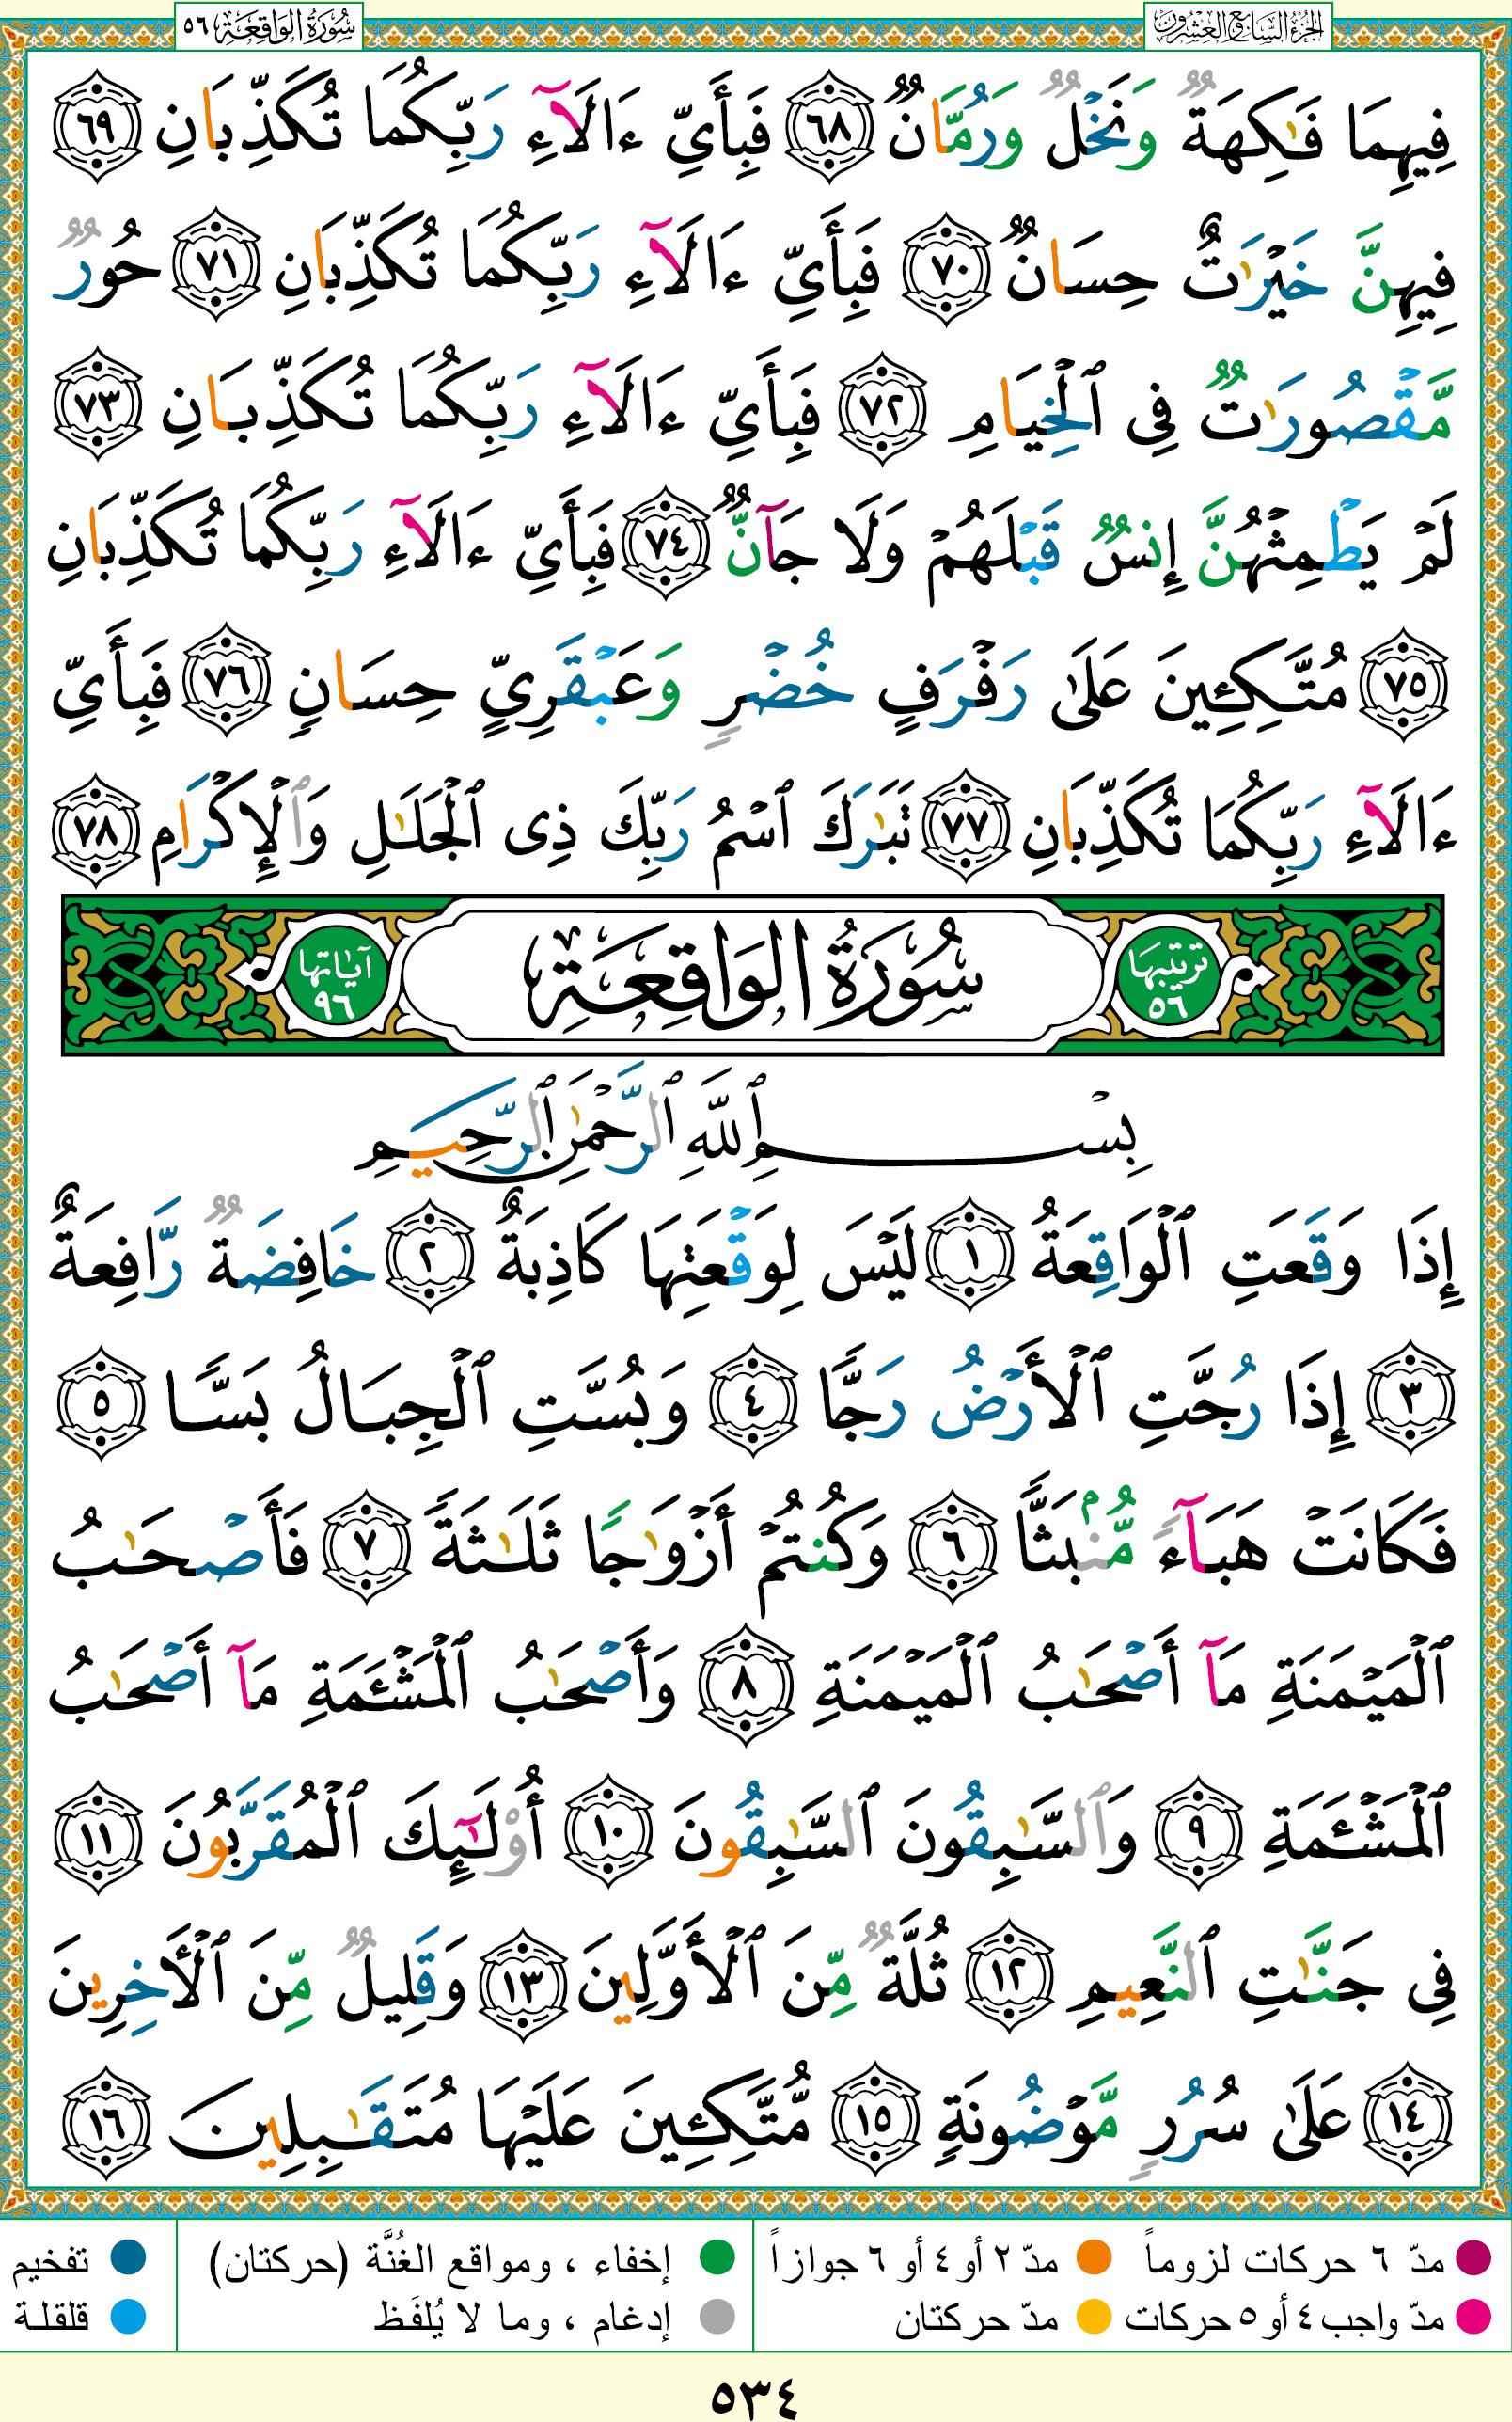 الجزء السابع والعشرون
سُورَةُ الوَاقِعَةِ ٥٦
فِيهِمَا فَٰكِهَةٌ وَنَخْلٌ وَرُمَّانٌ ٦٨ فَبِأَيِّ ءَالَآءِ رَبِّكُمَا تُكَذِّبَانِ ٦٩
فِيهِنَّ خَيْرَٰتٌ حِسَانٌ ٧٠ فَبِأَيِّ ءَالَآءِ رَبِّكُمَا تُكَذِّبَانِ ٧١ حُورٌ
مَّقْصُورَٰتٌ فِى ٱلْخِيَامِ ٧٢ فَبِأَيِّ ءَالَآءِ رَبِّكُمَا تُكَذِّبَانِ ٧٣
لَمْ يَطْمِثْهُنَّ إِنسٌ قَبْلَهُمْ وَلَا جَآنٌّ ٧٤ فَبِأَيِّ ءَالَآءِ رَبِّكُمَا تُكَذِّبَانِ
٧٥ مُتَّكِـِٔينَ عَلَىٰ رَفْرَفٍ خُضْرٍ وَعَبْقَرِيٍّ حِسَانٍ ٧٦ فَبِأَيِّ
ءَالَآءِ رَبِّكُمَا تُكَذِّبَانِ ٧٧ تَبَٰرَكَ ٱسْمُ رَبِّكَ ذِى ٱلْجَلَٰلِ وَٱلْإِكْرَامِ ٧٨
ترتيبها ٥٦ سُورَةُ الوَاقِعَةِ آياتها ٩٦
بِسْمِ ٱللَّهِ ٱلرَّحْمَٰنِ ٱلرَّحِيمِ
إِذَا وَقَعَتِ ٱلْوَاقِعَةُ ١ لَيْسَ لِوَقْعَتِهَا كَاذِبَةٌ ٢ خَافِضَةٌ رَّافِعَةٌ
٣ إِذَا رُجَّتِ ٱلْأَرْضُ رَجًّا ٤ وَبُسَّتِ ٱلْجِبَالُ بَسًّا ٥
فَكَانَتْ هَبَآءً مُّنۢبَثًّا ٦ وَكُنتُمْ أَزْوَٰجًا ثَلَٰثَةً ٧ فَأَصْحَٰبُ
ٱلْمَيْمَنَةِ مَآ أَصْحَٰبُ ٱلْمَيْمَنَةِ ٨ وَأَصْحَٰبُ ٱلْمَشْـَٔمَةِ مَآ أَصْحَٰبُ
ٱلْمَشْـَٔمَةِ ٩ وَٱلسَّٰبِقُونَ ٱلسَّٰبِقُونَ ١٠ أُو۟لَٰٓئِكَ ٱلْمُقَرَّبُونَ ١١
فِى جَنَّٰتِ ٱلنَّعِيمِ ١٢ ثُلَّةٌ مِّنَ ٱلْأَوَّلِينَ ١٣ وَقَلِيلٌ مِّنَ ٱلْأَخِرِينَ
١٤ عَلَىٰ سُرُرٍ مَّوْضُونَةٍ ١٥ مُّتَّكِـِٔينَ عَلَيْهَا مُتَقَٰبِلِينَ ١٦
مدّ ٦ حركات لزوماً مدّ ٢ أو ٤ أو ٦ جوازاً إخفاء ، ومواقع الغُنَّة (حركتان) تفخيم
مدّ واجب ٤ أو ٥ حركات مدّ حركتان إدغام ، وما لا يُلفَظ قلقلة
٥٣٤